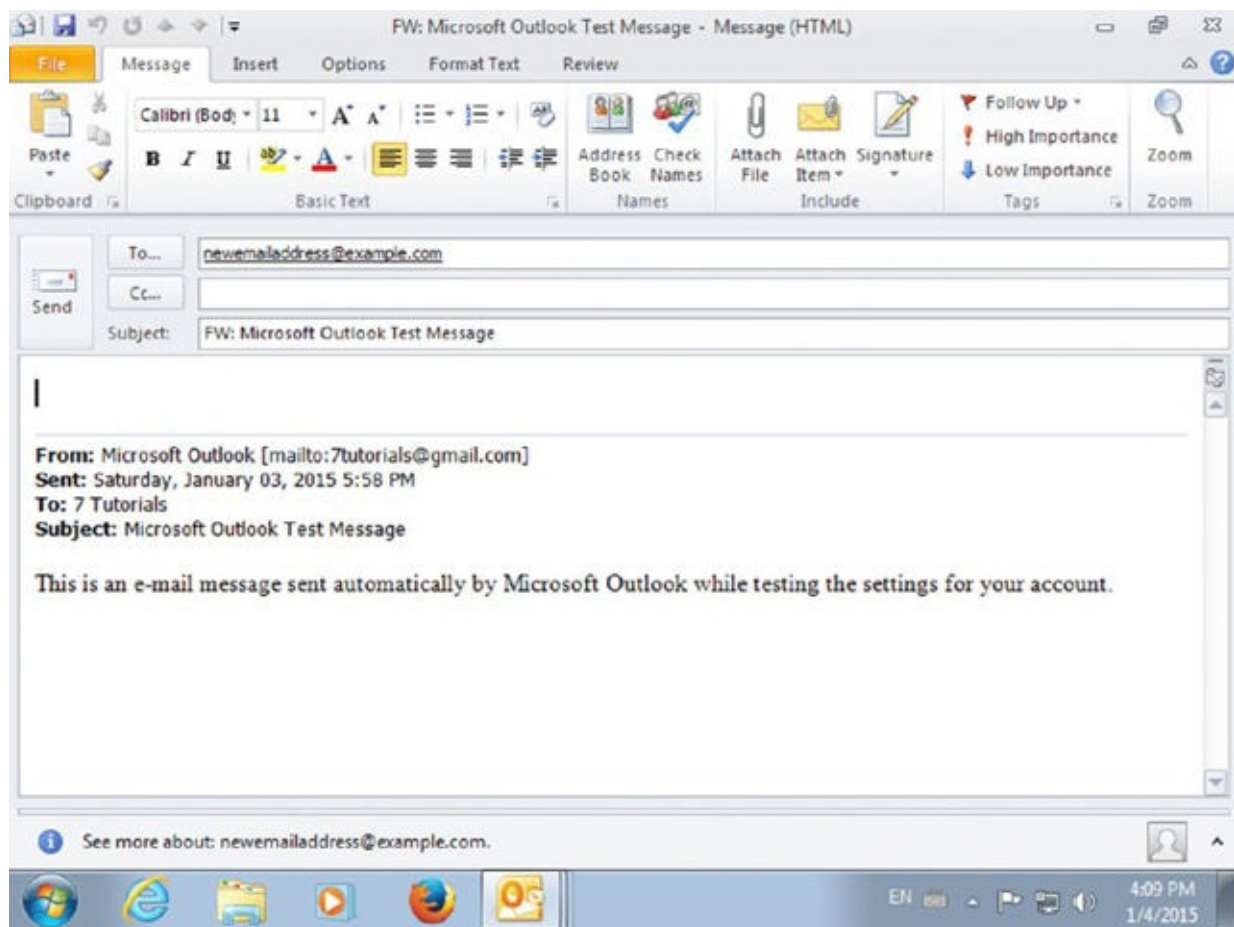 FW: Microsoft Outlook Test Message - Message (HTML)
File Message Insert Options Format Text Review
Paste
Clipboard
Calibri (Body 11
B I U
Basic Text
Address Book
Check Names
Names
Attach File
Attach Item
Signature
Include
Follow Up
High Importance
Low Importance
Tags
Zoom
Zoom
Send
To... newemailaddress@example.com
Cc...
Subject: FW: Microsoft Outlook Test Message
From: Microsoft Outlook [mailto:7tutorials@gmail.com]
Sent: Saturday, January 03, 2015 5:58 PM
To: 7 Tutorials
Subject: Microsoft Outlook Test Message
This is an e-mail message sent automatically by Microsoft Outlook while testing the settings for your account.
See more about: newemailaddress@example.com.
EN
4:09 PM
1/4/2015